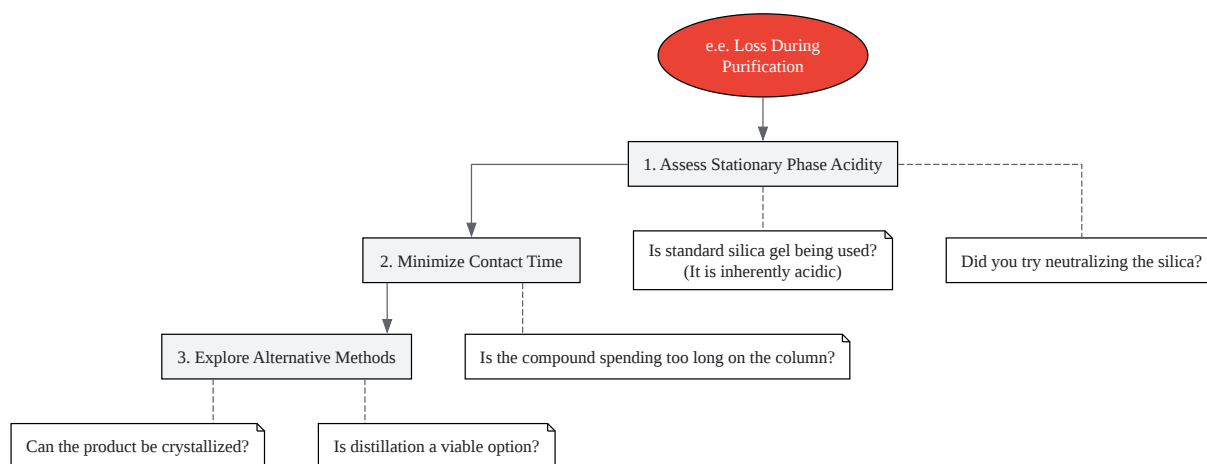 e.e. Loss During
Purification
1. Assess Stationary Phase Acidity
Is standard silica gel being used?
(It is inherently acidic)
Did you try neutralizing the silica?
2. Minimize Contact Time
Is the compound spending too long on the column?
3. Explore Alternative Methods
Can the product be crystallized?
Is distillation a viable option?